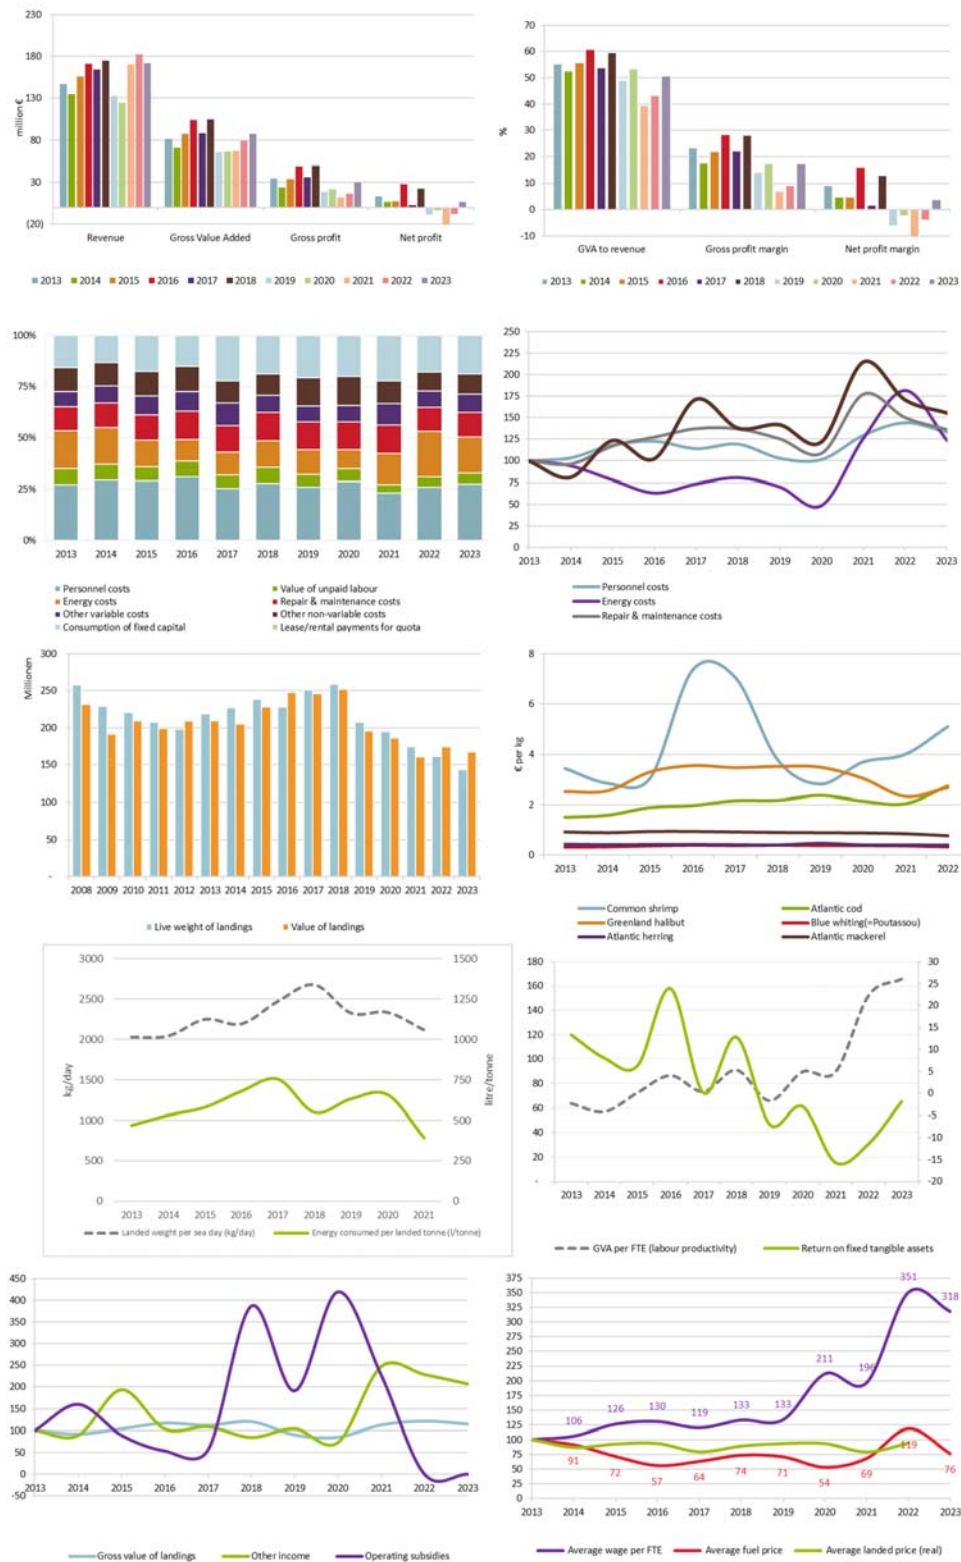 230
180
130
80
30
(20)
million €
Revenue Gross Value Added Gross profit Net profit
2013 2014 2015 2016 2017 2018 2019 2020 2021 2022 2023
70
60
50
40
30
20
10
0
-10
%
GVA to revenue Gross profit margin Net profit margin
2013 2014 2015 2016 2017 2018 2019 2020 2021 2022 2023
100%
75%
50%
25%
0%
2013 2014 2015 2016 2017 2018 2019 2020 2021 2022 2023
Personnel costs Value of unpaid labour
Energy costs Repair & maintenance costs
Other variable costs Other non-variable costs
Consumption of fixed capital Lease/rental payments for quota
250
225
200
175
150
125
100
75
50
25
0
2013 2014 2015 2016 2017 2018 2019 2020 2021 2022 2023
Personnel costs
Energy costs
Repair & maintenance costs
300
250
200
150
100
50
-
Millionen
2008 2009 2010 2011 2012 2013 2014 2015 2016 2017 2018 2019 2020 2021 2022 2023
Live weight of landings Value of landings
8
6
4
2
0
€ per kg
2013 2014 2015 2016 2017 2018 2019 2020 2021 2022
Common shrimp Atlantic cod
Greenland halibut Blue whiting(=Poutassou)
Atlantic herring Atlantic mackerel
3000 1500
2500 1250
2000 1000
1500 750
1000 500
500 250
0 0
kg/day
litre/tonne
2013 2014 2015 2016 2017 2018 2019 2020 2021
Landed weight per sea day (kg/day) Energy consumed per landed tonne (l/tonne)
180
160
140
120
100
80
60
40
20
-
30
25
20
15
10
5
0
-5
-10
-15
-20
2013 2014 2015 2016 2017 2018 2019 2020 2021 2022 2023
GVA per FTE (labour productivity) Return on fixed tangible assets
450
400
350
300
250
200
150
100
50
0
-50
2013 2014 2015 2016 2017 2018 2019 2020 2021 2022 2023
Gross value of landings Other income Operating subsidies
375
350
325
300
275
250
225
200
175
150
125
100
75
50
25
0
106 126 130 119 133 133 211 196 351 318
91 72 57 64 74 71 54 69 119 76
2013 2014 2015 2016 2017 2018 2019 2020 2021 2022 2023
Average wage per FTE Average fuel price Average landed price (real)